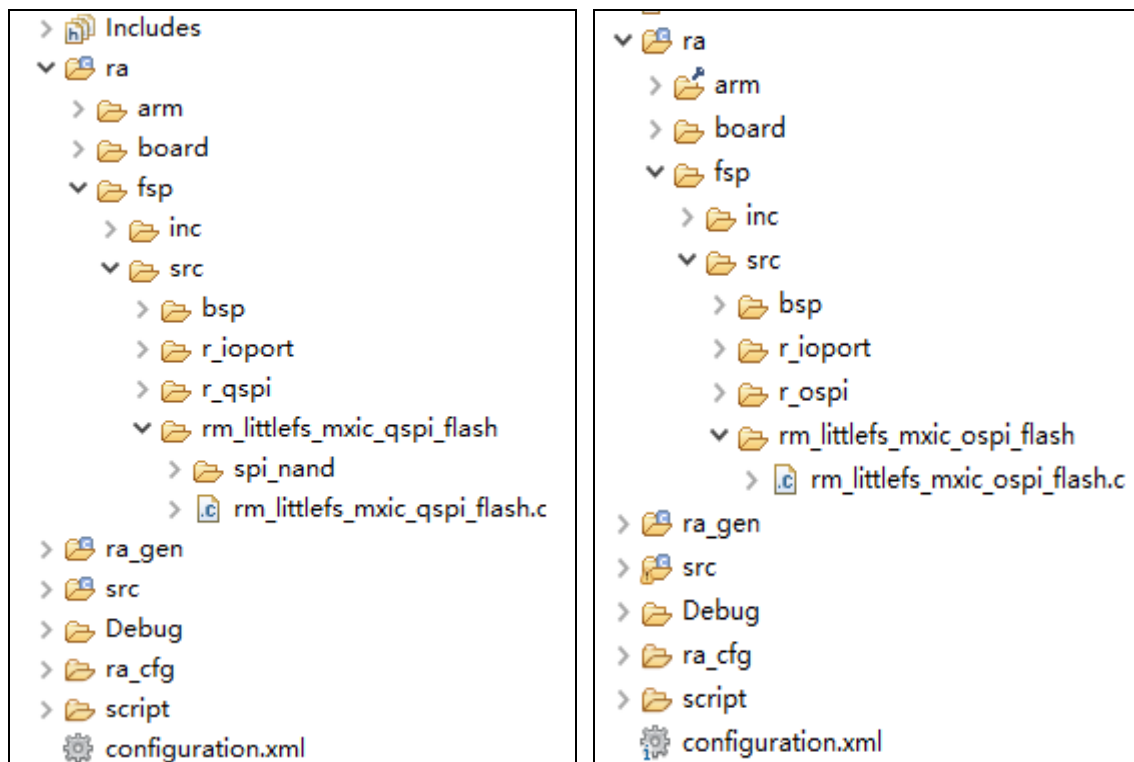 Includes
ra
arm
board
fsp
inc
src
bsp
r_ioport
r_qspi
rm_littlefs_mxic_qspi_flash
spi_nand
rm_littlefs_mxic_qspi_flash.c
ra_gen
src
Debug
ra_cfg
script
configuration.xml
ra
arm
board
fsp
inc
src
bsp
r_ioport
r_ospi
rm_littlefs_mxic_ospi_flash
rm_littlefs_mxic_ospi_flash.c
ra_gen
src
Debug
ra_cfg
script
configuration.xml